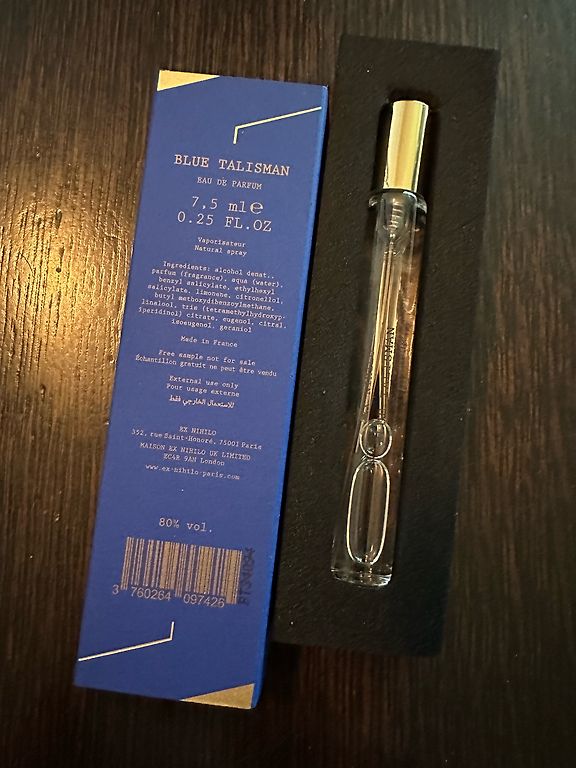 BLUE TALISMAN
EAU DE PARFUM
7,5 ml℮
0.25 FL.OZ
Vaporisateur
Natural spray
Ingredients: alcohol denat.,
parfum (fragrance), aqua (water),
benzyl salicylate, ethylhexyl
salicylate, limonene, citronellol,
butyl methoxydibenzoylmethane,
linalool, tris (tetramethylhydroxyp-
iperidinol) citrate, eugenol, citral,
isoeugenol, geraniol
Made in France
Free sample not for sale
Échantillon gratuit ne peut être vendu
External use only
Pour usage externe
للاستعمال الخارجي فقط
EX NIHILO
352, rue Saint-Honoré, 75001 Paris
MAISON EX NIHILO UK LIMITED
EC4R 9AN London
www.ex-nihilo-paris.com
80% vol.
3 760264 097426